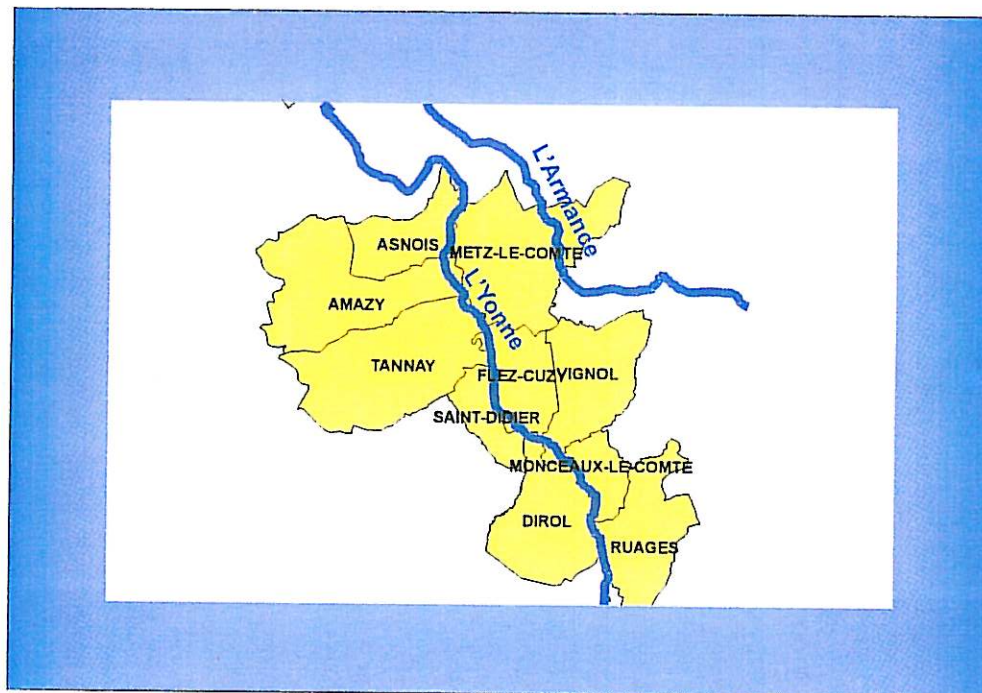 L'Armance
ASNOIS
METZ-LE-COMTE
L'Yonne
AMAZY
TANNAY
FLEZ-CUZY
VIGNOL
SAINT-DIDIER
MONCEAUX-LE-COMTE
DIROL
RUAGES